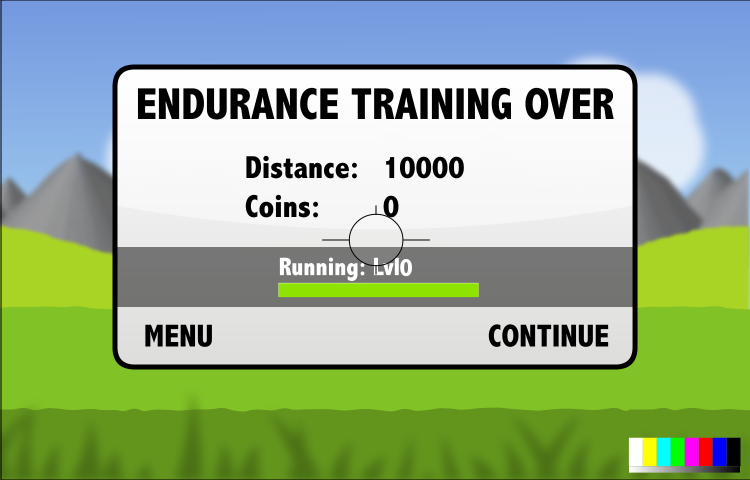 ENDURANCE TRAINING OVER
Distance: 10000
Coins: 0
Running: Lvl0
MENU CONTINUE